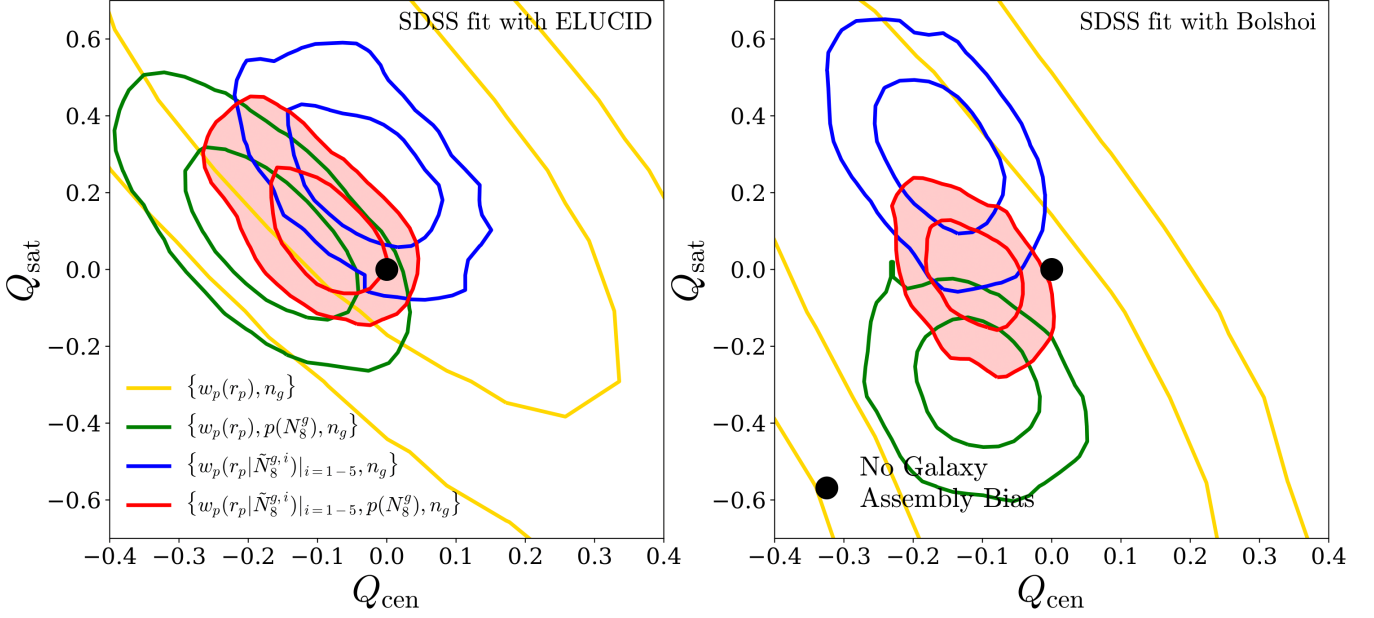 SDSS fit with ELUCID
0.6
0.4
0.2
0.0
−0.2
−0.4
−0.6
Q_sat
{w_p(r_p), n_g}
{w_p(r_p), p(N_8^g), n_g}
{w_p(r_p|Ñ_8^{g,i})|_{i=1−5}, n_g}
{w_p(r_p|Ñ_8^{g,i})|_{i=1−5}, p(N_8^g), n_g}
−0.4 −0.3 −0.2 −0.1 0.0 0.1 0.2 0.3 0.4
Q_cen
SDSS fit with Bolshoi
0.6
0.4
0.2
0.0
−0.2
−0.4
−0.6
Q_sat
No Galaxy
Assembly Bias
−0.4 −0.3 −0.2 −0.1 0.0 0.1 0.2 0.3 0.4
Q_cen